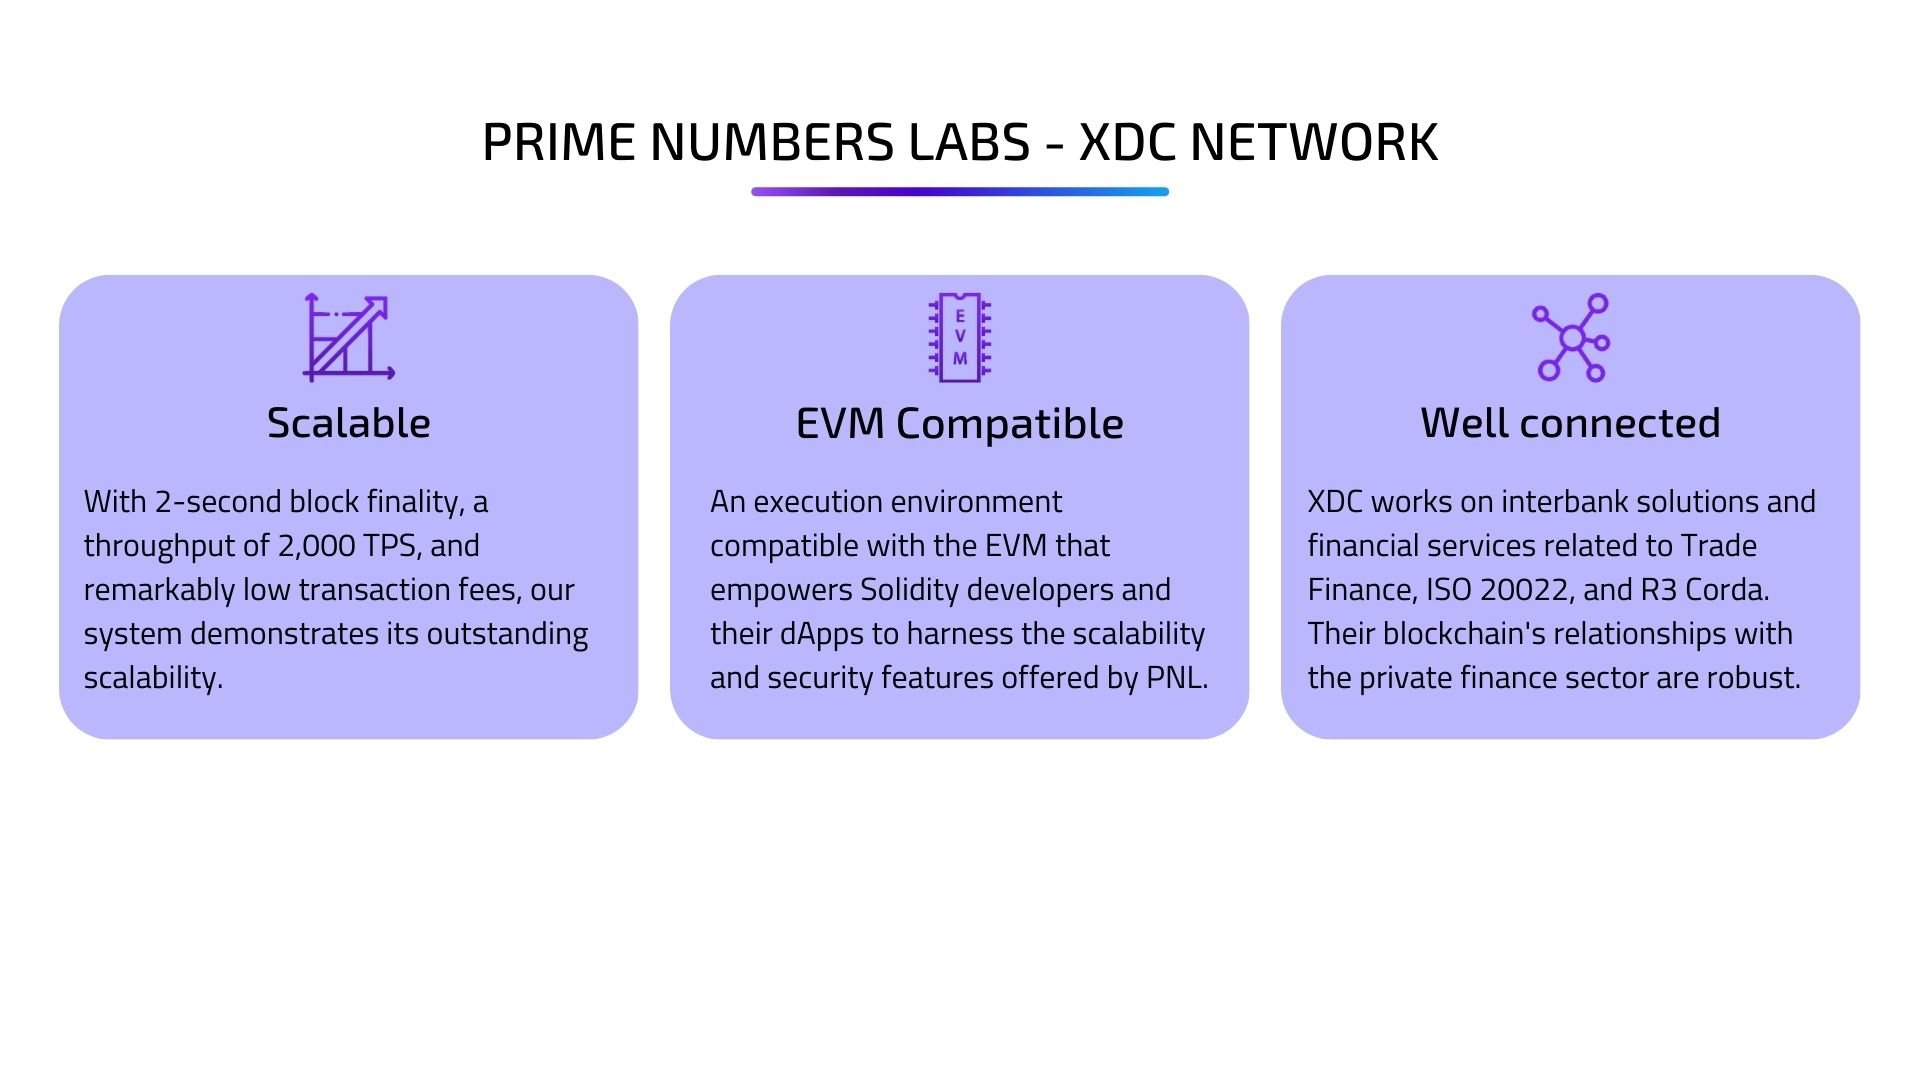 PRIME NUMBERS LABS - XDC NETWORK
E
V
M
Scalable
With 2-second block finality, a
throughput of 2,000 TPS, and
remarkably low transaction fees, our
system demonstrates its outstanding
scalability.
EVM Compatible
An execution environment
compatible with the EVM that
empowers Solidity developers and
their dApps to harness the scalability
and security features offered by PNL.
Well connected
XDC works on interbank solutions and
financial services related to Trade
Finance, ISO 20022, and R3 Corda.
Their blockchain's relationships with
the private finance sector are robust.